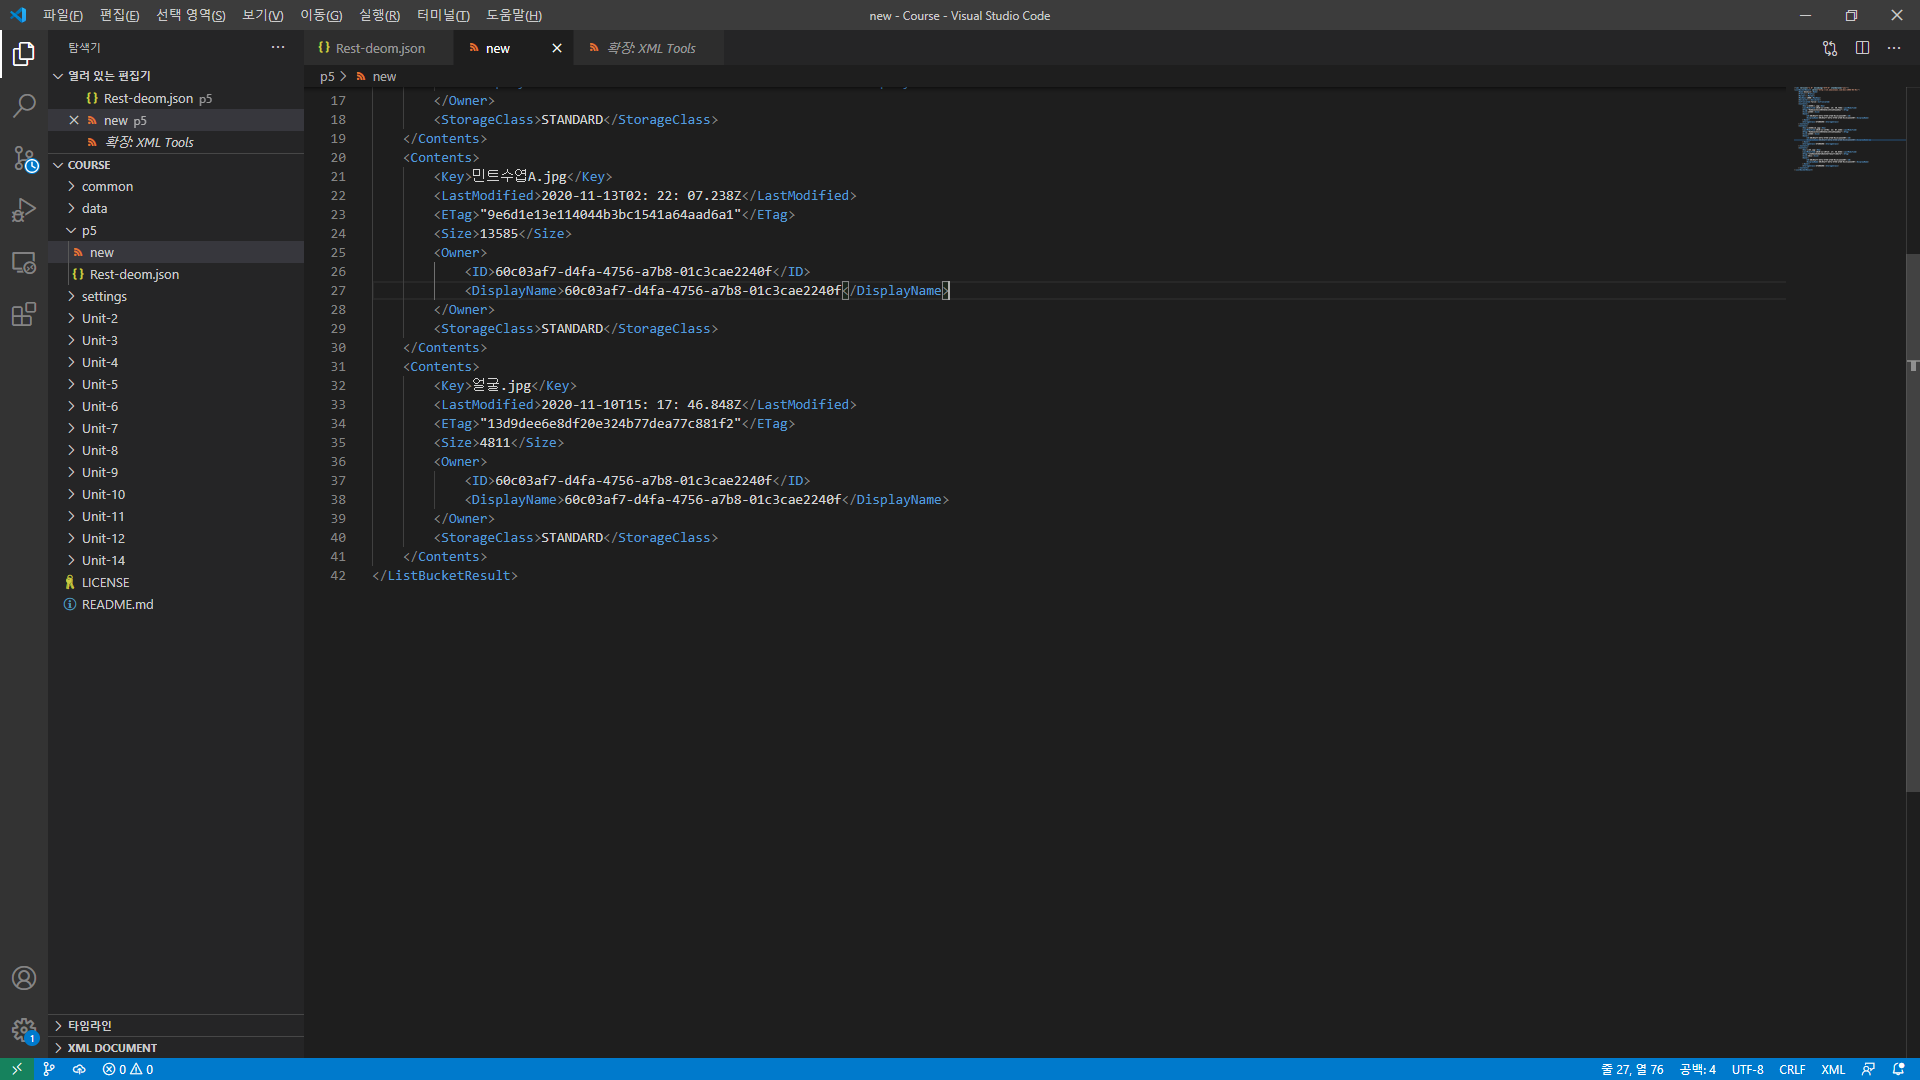 파일(F) 편집(E) 선택 영역(S) 보기(V) 이동(G) 실행(R) 터미널(T) 도움말(H)
new - Course - Visual Studio Code
탐색기
Rest-deom.json
new
확장: XML Tools
열려 있는 편집기
Rest-deom.json p5
new p5
확장: XML Tools
COURSE
common
data
p5
new
Rest-deom.json
settings
Unit-2
Unit-3
Unit-4
Unit-5
Unit-6
Unit-7
Unit-8
Unit-9
Unit-10
Unit-11
Unit-12
Unit-14
LICENSE
README.md
타임라인
XML DOCUMENT
p5 > new
17 </Owner>
18 <StorageClass>STANDARD</StorageClass>
19 </Contents>
20 <Contents>
21 <Key>민트수엽A.jpg</Key>
22 <LastModified>2020-11-13T02: 22: 07.238Z</LastModified>
23 <ETag>"9e6d1e13e114044b3bc1541a64aad6a1"</ETag>
24 <Size>13585</Size>
25 <Owner>
26 <ID>60c03af7-d4fa-4756-a7b8-01c3cae2240f</ID>
27 <DisplayName>60c03af7-d4fa-4756-a7b8-01c3cae2240f</DisplayName>
28 </Owner>
29 <StorageClass>STANDARD</StorageClass>
30 </Contents>
31 <Contents>
32 <Key>얼굴.jpg</Key>
33 <LastModified>2020-11-10T15: 17: 46.848Z</LastModified>
34 <ETag>"13d9dee6e8df20e324b77dea77c881f2"</ETag>
35 <Size>4811</Size>
36 <Owner>
37 <ID>60c03af7-d4fa-4756-a7b8-01c3cae2240f</ID>
38 <DisplayName>60c03af7-d4fa-4756-a7b8-01c3cae2240f</DisplayName>
39 </Owner>
40 <StorageClass>STANDARD</StorageClass>
41 </Contents>
42 </ListBucketResult>
1
0 0
줄 27, 열 76 공백: 4 UTF-8 CRLF XML